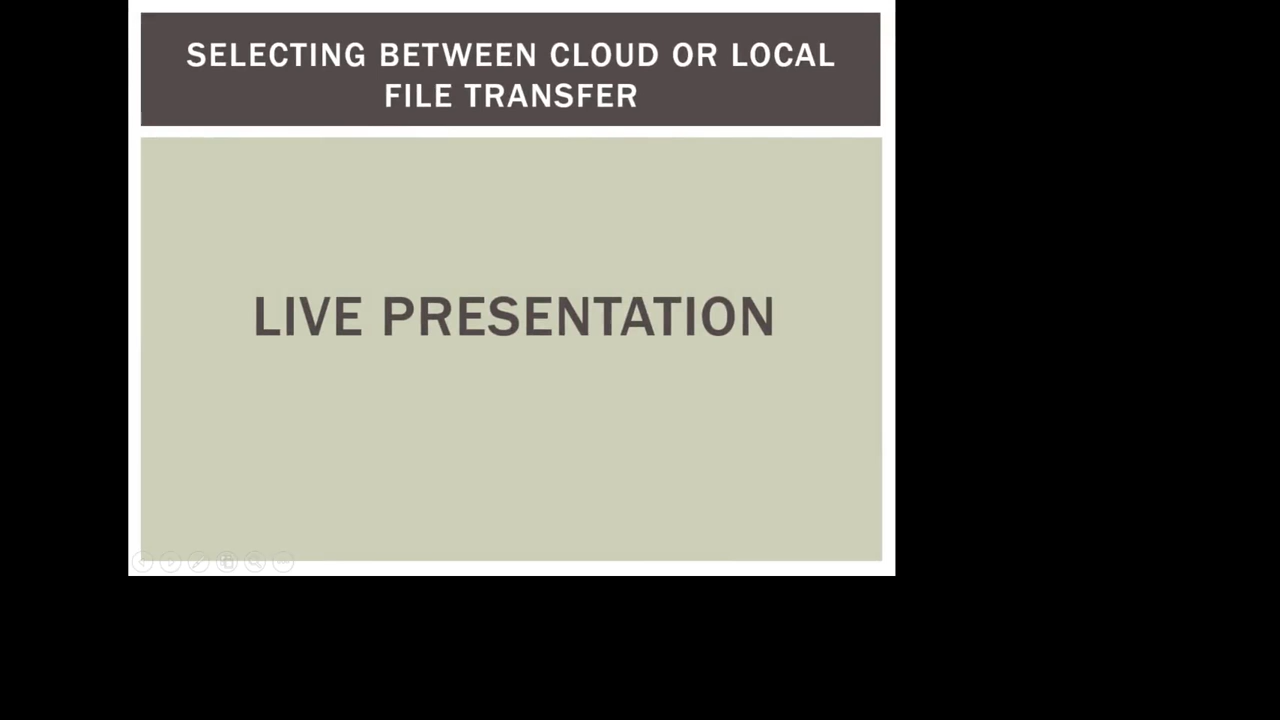 SELECTING BETWEEN CLOUD OR LOCAL
FILE TRANSFER
LIVE PRESENTATION